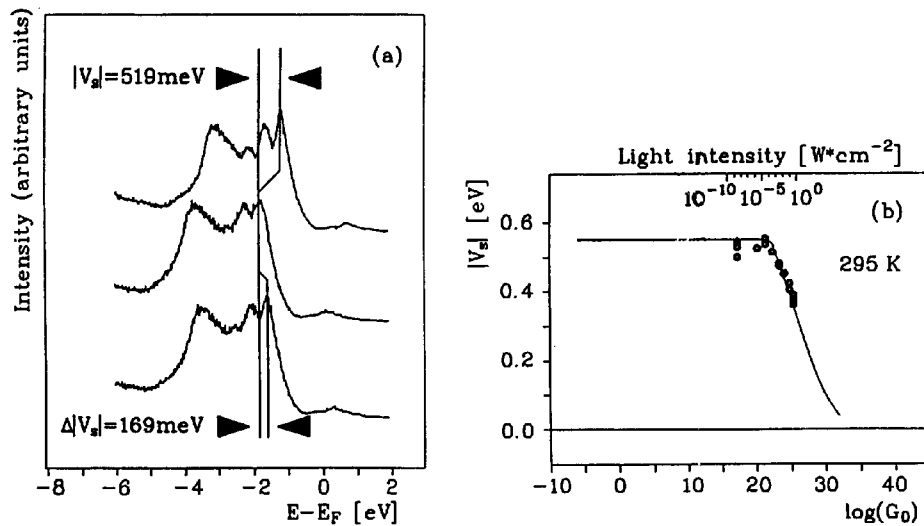 (a)
|Vs|=519meV
Intensity (arbitrary units)
Δ|Vs|=169meV
−8 −6 −4 −2 0 2
E−EF [eV]
Light intensity [W*cm−2]
10−10 10−5 100
(b)
295 K
|Vs| [eV]
0.6
0.4
0.2
0.0
−10 0 10 20 30 40
log(G0)